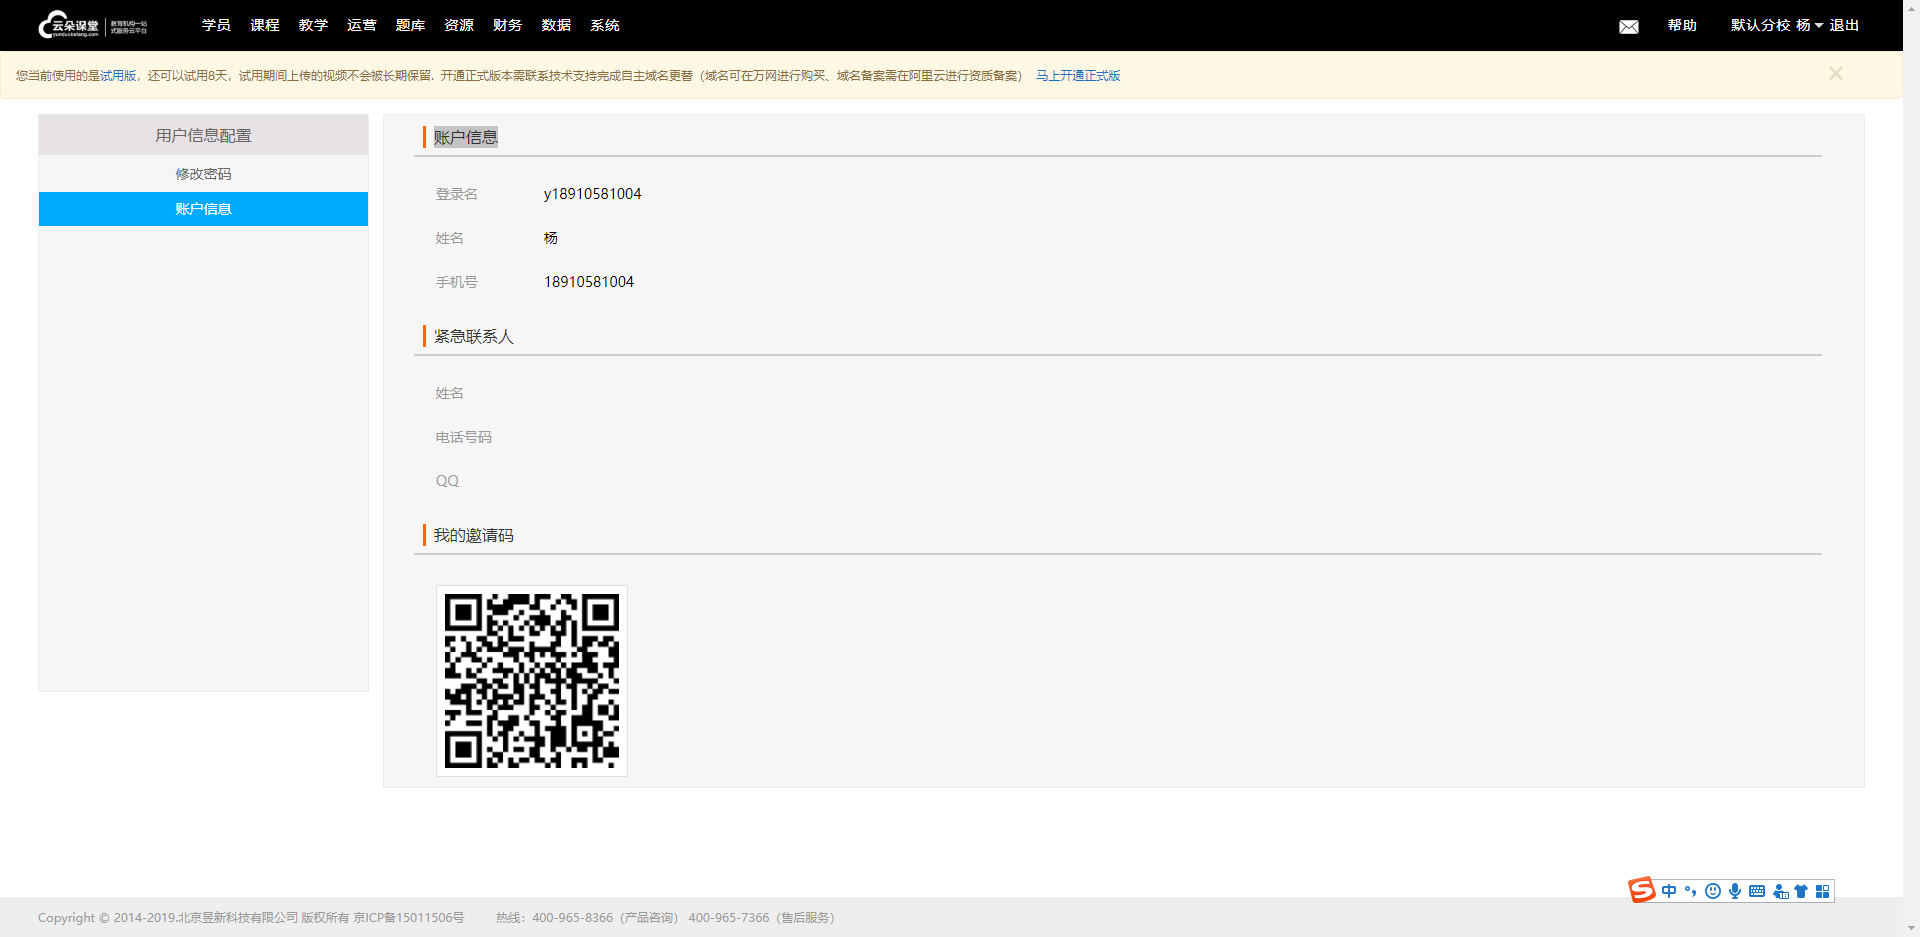 云朵课堂
yunduoketang.com
教育机构一站
式服务云平台
学员 课程 教学 运营 题库 资源 财务 数据 系统
帮助 默认分校 杨 退出
您当前使用的是试用版，还可以试用8天，试用期间上传的视频不会被长期保留. 开通正式版本需联系技术支持完成自主域名更替（域名可在万网进行购买、域名备案需在阿里云进行资质备案） 马上开通正式版
用户信息配置
修改密码
账户信息
账户信息
登录名 y18910581004
姓名 杨
手机号 18910581004
紧急联系人
姓名
电话号码
QQ
我的邀请码
中
Copyright © 2014-2019.北京昱新科技有限公司 版权所有 京ICP备15011506号 热线：400-965-8366（产品咨询） 400-965-7366（售后服务）